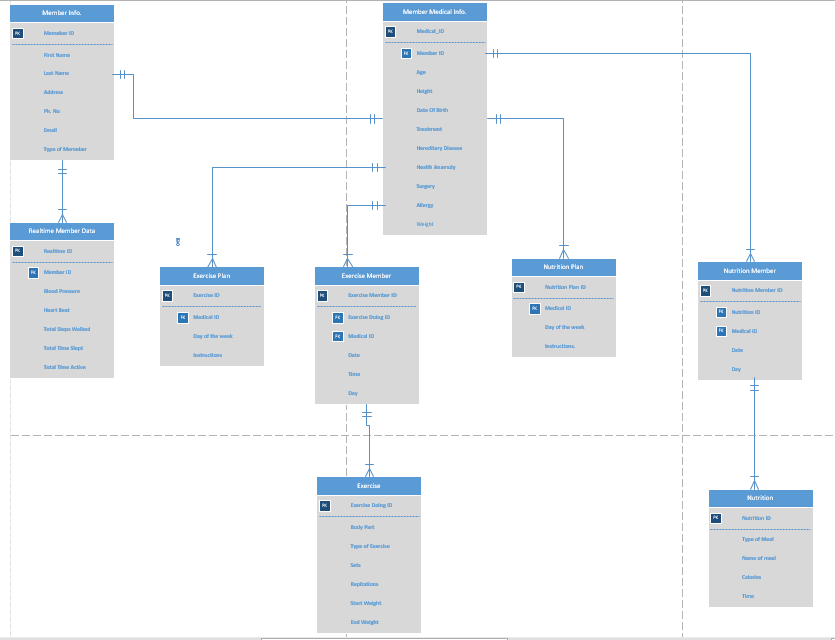 Member Info.
PK Memeber ID
First Name
Last Name
Address
Ph. No
Email
Type of Memeber
Member Medical Info.
PK Medical_ID
FK Member ID
Age
Height
Date Of Birth
Treatment
Hereditary Disease
Health Anamoly
Surgery
Allergy
Weight
Realtime Member Data
PK Realtime ID
FK Member ID
Blood Pressure
Heart Beat
Total Steps Walked
Total Time Slept
Total Time Active
Exercise Plan
PK Exercise ID
FK Medical ID
Day of the week
Instructions
Exercise Member
PK Exercise Member ID
FK Exercise Doing ID
FK Medical ID
Date
Time
Day
Nutrition Plan
PK Nutrition Plan ID
FK Medical ID
Day of the week
Instructions.
Nutrition Member
PK Nutrition Member ID
FK Nutrition ID
FK Medical ID
Date
Day
Exercise
PK Exercise Doing ID
Body Part
Type of Exercise
Sets
Repitations
Start Weight
End Weight
Nutrition
PK Nutrition ID
Type of Meal
Name of meal
Calories
Time